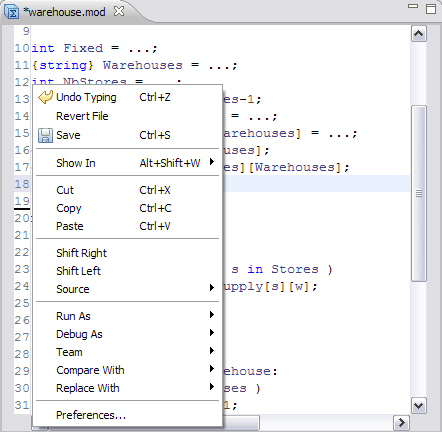 *warehouse.mod
9
10 int Fixed = ...;
11 {string} Warehouses = ...;
12 int NbStores = ...;
Undo Typing Ctrl+Z
13 es-1;
Revert File
14 = ...;
Save Ctrl+S
15 arehouses] = ...;
16 uses];
Show In Alt+Shift+W
17 es][Warehouses];
18
Cut Ctrl+X
19
Copy Ctrl+C
20
Paste Ctrl+V
21
22
Shift Right
23 s in Stores )
Shift Left
24 upply[s][w];
Source
25
Run As
26
Debug As
27
Team
28
Compare With
29 ehouse:
Replace With
30 ses )
31 1;
Preferences...